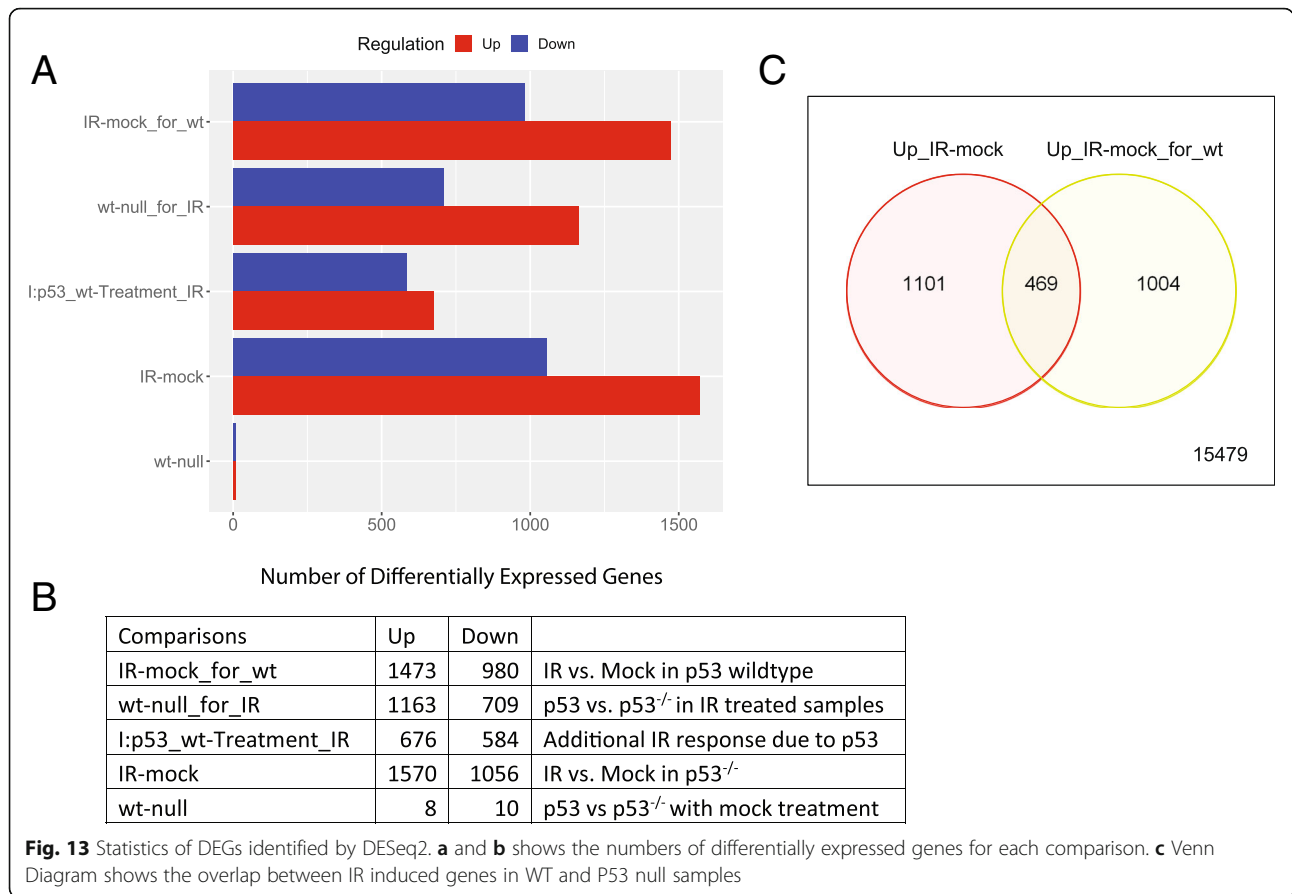 A
Regulation Up Down
IR-mock_for_wt
wt-null_for_IR
I:p53_wt-Treatment_IR
IR-mock
wt-null
0 500 1000 1500
Number of Differentially Expressed Genes
C
Up_IR-mock Up_IR-mock_for_wt
1101 469 1004
15479
B
Comparisons Up Down
IR-mock_for_wt 1473 980 IR vs. Mock in p53 wildtype
wt-null_for_IR 1163 709 p53 vs. p53-/- in IR treated samples
I:p53_wt-Treatment_IR 676 584 Additional IR response due to p53
IR-mock 1570 1056 IR vs. Mock in p53-/-
wt-null 8 10 p53 vs p53-/- with mock treatment
Fig. 13 Statistics of DEGs identified by DESeq2. a and b shows the numbers of differentially expressed genes for each comparison. c Venn
Diagram shows the overlap between IR induced genes in WT and P53 null samples